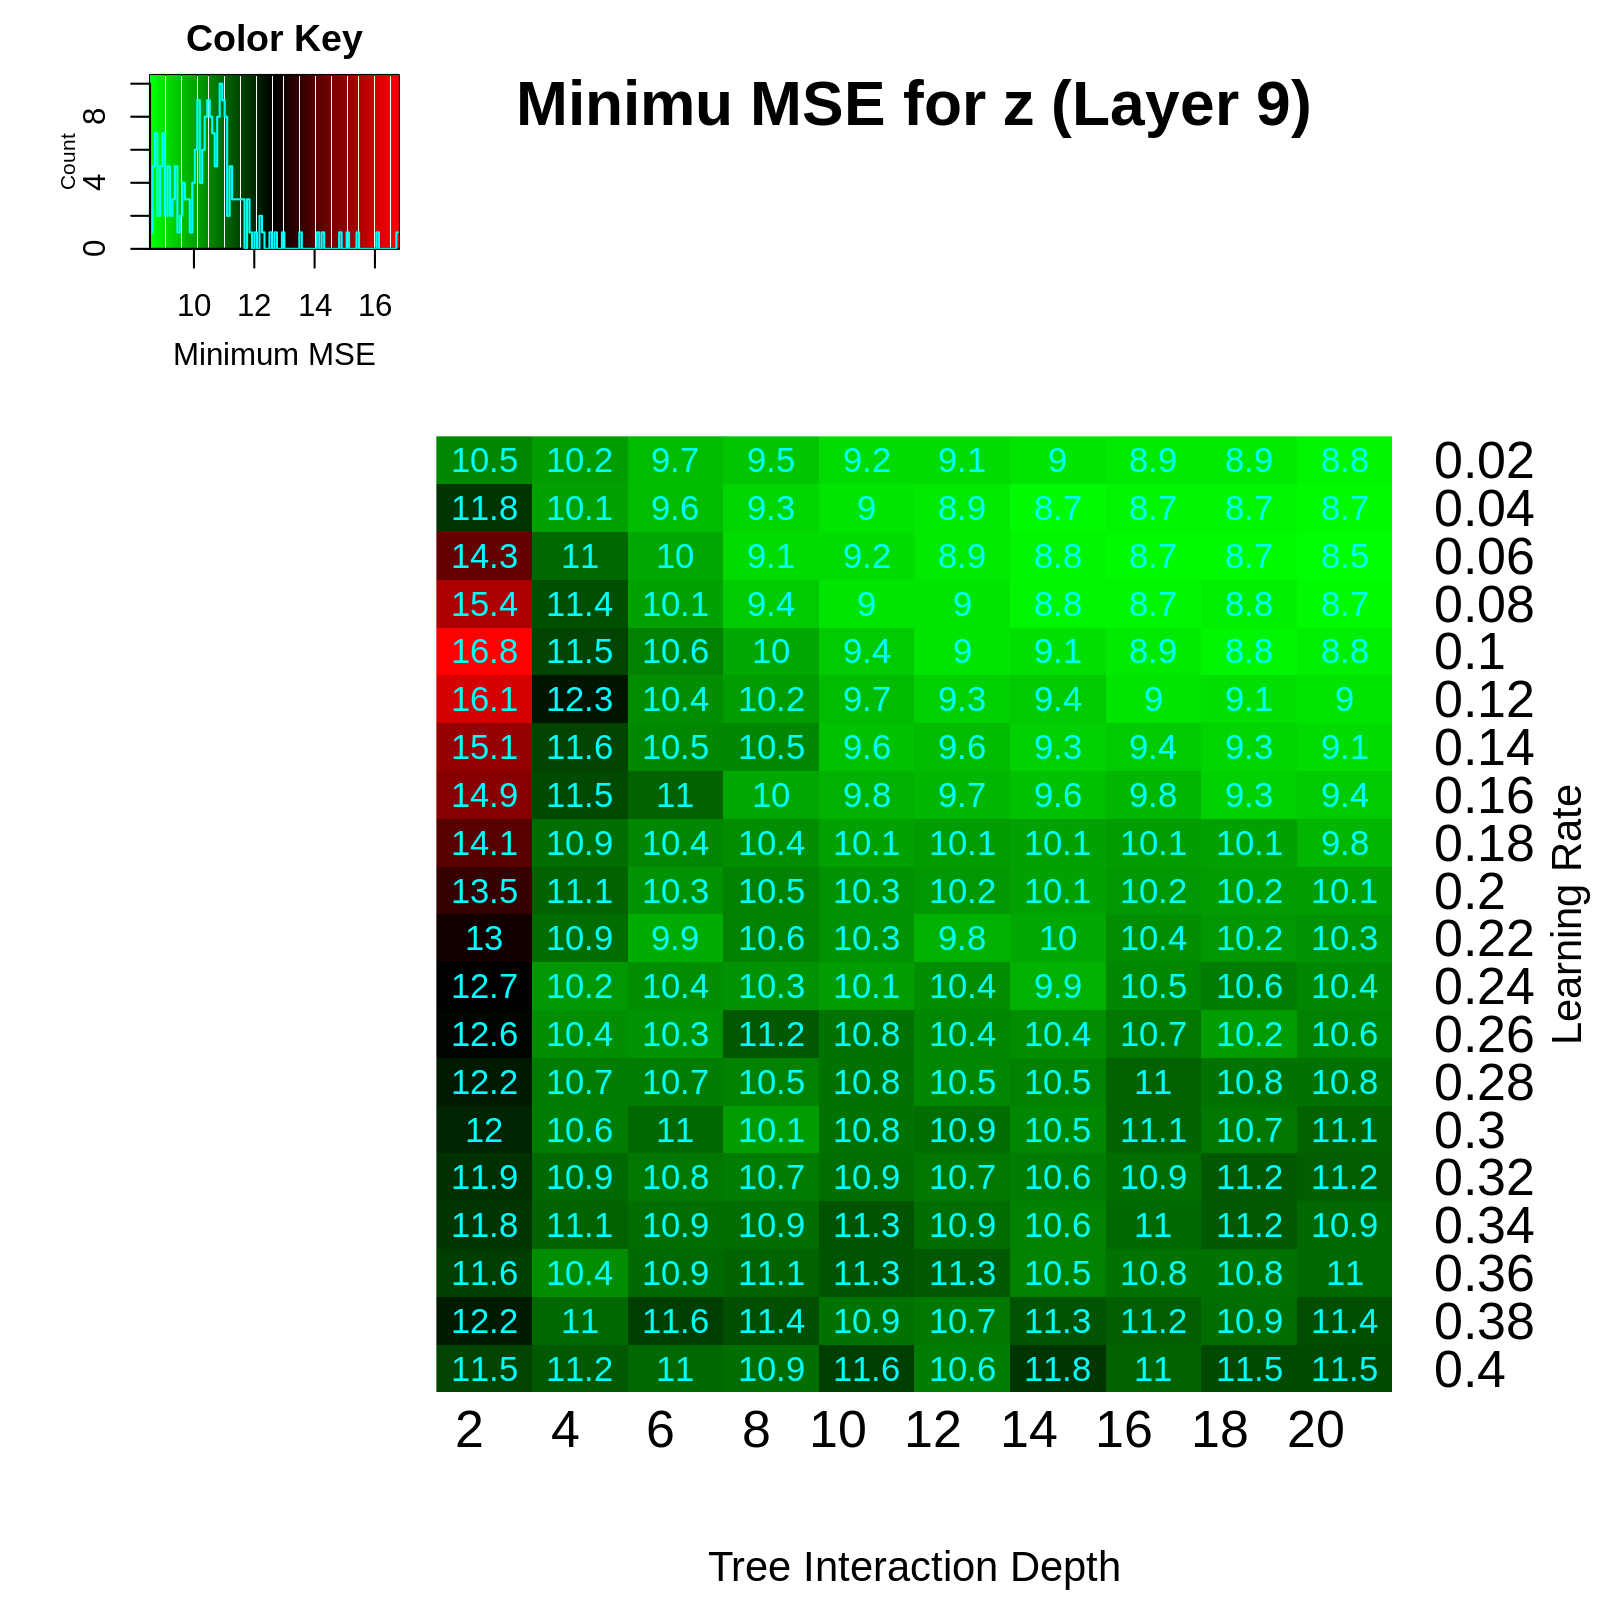 Color Key
Minimu MSE for z (Layer 9)
Count
0 4 8
10 12 14 16
Minimum MSE
10.5 10.2 9.7 9.5 9.2 9.1 9 8.9 8.9 8.8 0.02
11.8 10.1 9.6 9.3 9 8.9 8.7 8.7 8.7 8.7 0.04
14.3 11 10 9.1 9.2 8.9 8.8 8.7 8.7 8.5 0.06
15.4 11.4 10.1 9.4 9 9 8.8 8.7 8.8 8.7 0.08
16.8 11.5 10.6 10 9.4 9 9.1 8.9 8.8 8.8 0.1
16.1 12.3 10.4 10.2 9.7 9.3 9.4 9 9.1 9 0.12
15.1 11.6 10.5 10.5 9.6 9.6 9.3 9.4 9.3 9.1 0.14
14.9 11.5 11 10 9.8 9.7 9.6 9.8 9.3 9.4 0.16
14.1 10.9 10.4 10.4 10.1 10.1 10.1 10.1 10.1 9.8 0.18
13.5 11.1 10.3 10.5 10.3 10.2 10.1 10.2 10.2 10.1 0.2
13 10.9 9.9 10.6 10.3 9.8 10 10.4 10.2 10.3 0.22
12.7 10.2 10.4 10.3 10.1 10.4 9.9 10.5 10.6 10.4 0.24
12.6 10.4 10.3 11.2 10.8 10.4 10.4 10.7 10.2 10.6 0.26
12.2 10.7 10.7 10.5 10.8 10.5 10.5 11 10.8 10.8 0.28
12 10.6 11 10.1 10.8 10.9 10.5 11.1 10.7 11.1 0.3
11.9 10.9 10.8 10.7 10.9 10.7 10.6 10.9 11.2 11.2 0.32
11.8 11.1 10.9 10.9 11.3 10.9 10.6 11 11.2 10.9 0.34
11.6 10.4 10.9 11.1 11.3 11.3 10.5 10.8 10.8 11 0.36
12.2 11 11.6 11.4 10.9 10.7 11.3 11.2 10.9 11.4 0.38
11.5 11.2 11 10.9 11.6 10.6 11.8 11 11.5 11.5 0.4
Learning Rate
2 4 6 8 10 12 14 16 18 20
Tree Interaction Depth